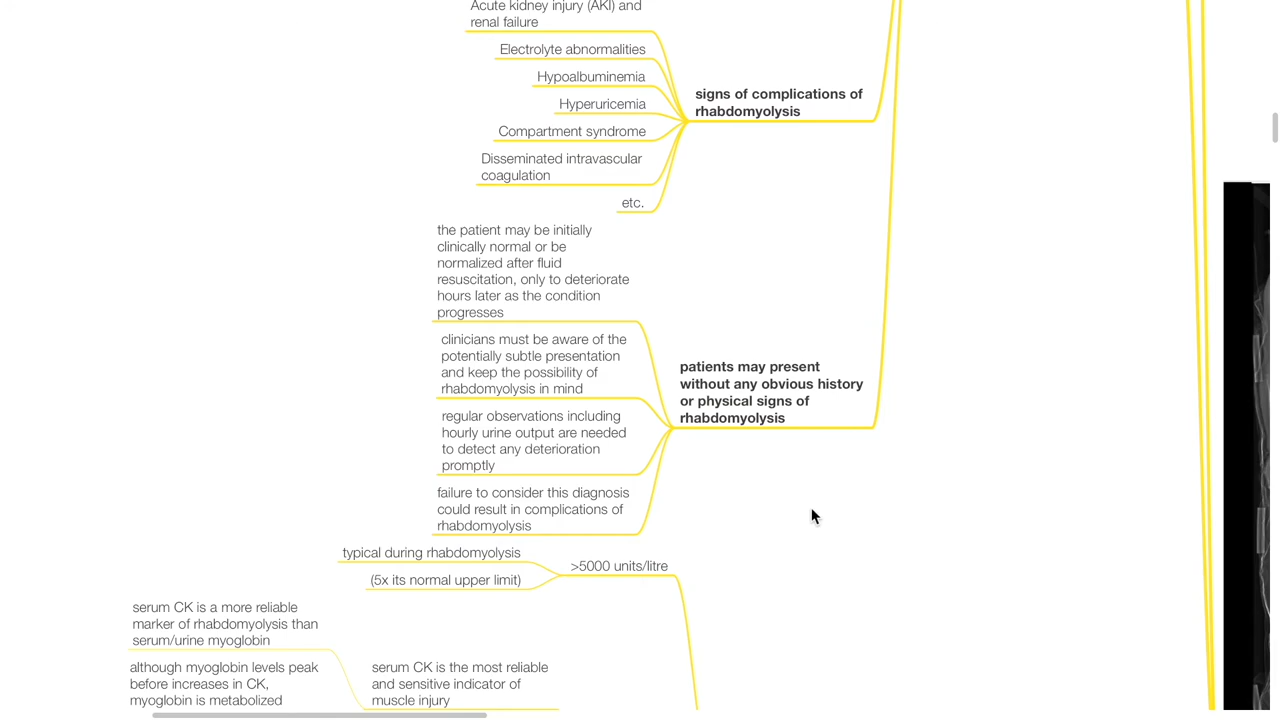 Acute kidney injury (AKI) and
renal failure
Electrolyte abnormalities
Hypoalbuminemia
Hyperuricemia
Compartment syndrome
Disseminated intravascular
coagulation
etc.
signs of complications of
rhabdomyolysis
the patient may be initially
clinically normal or be
normalized after fluid
resuscitation, only to deteriorate
hours later as the condition
progresses
clinicians must be aware of the
potentially subtle presentation
and keep the possibility of
rhabdomyolysis in mind
regular observations including
hourly urine output are needed
to detect any deterioration
promptly
failure to consider this diagnosis
could result in complications of
rhabdomyolysis
patients may present
without any obvious history
or physical signs of
rhabdomyolysis
typical during rhabdomyolysis
(5x its normal upper limit)
>5000 units/litre
serum CK is a more reliable
marker of rhabdomyolysis than
serum/urine myoglobin
although myoglobin levels peak
before increases in CK,
myoglobin is metabolized
serum CK is the most reliable
and sensitive indicator of
muscle injury